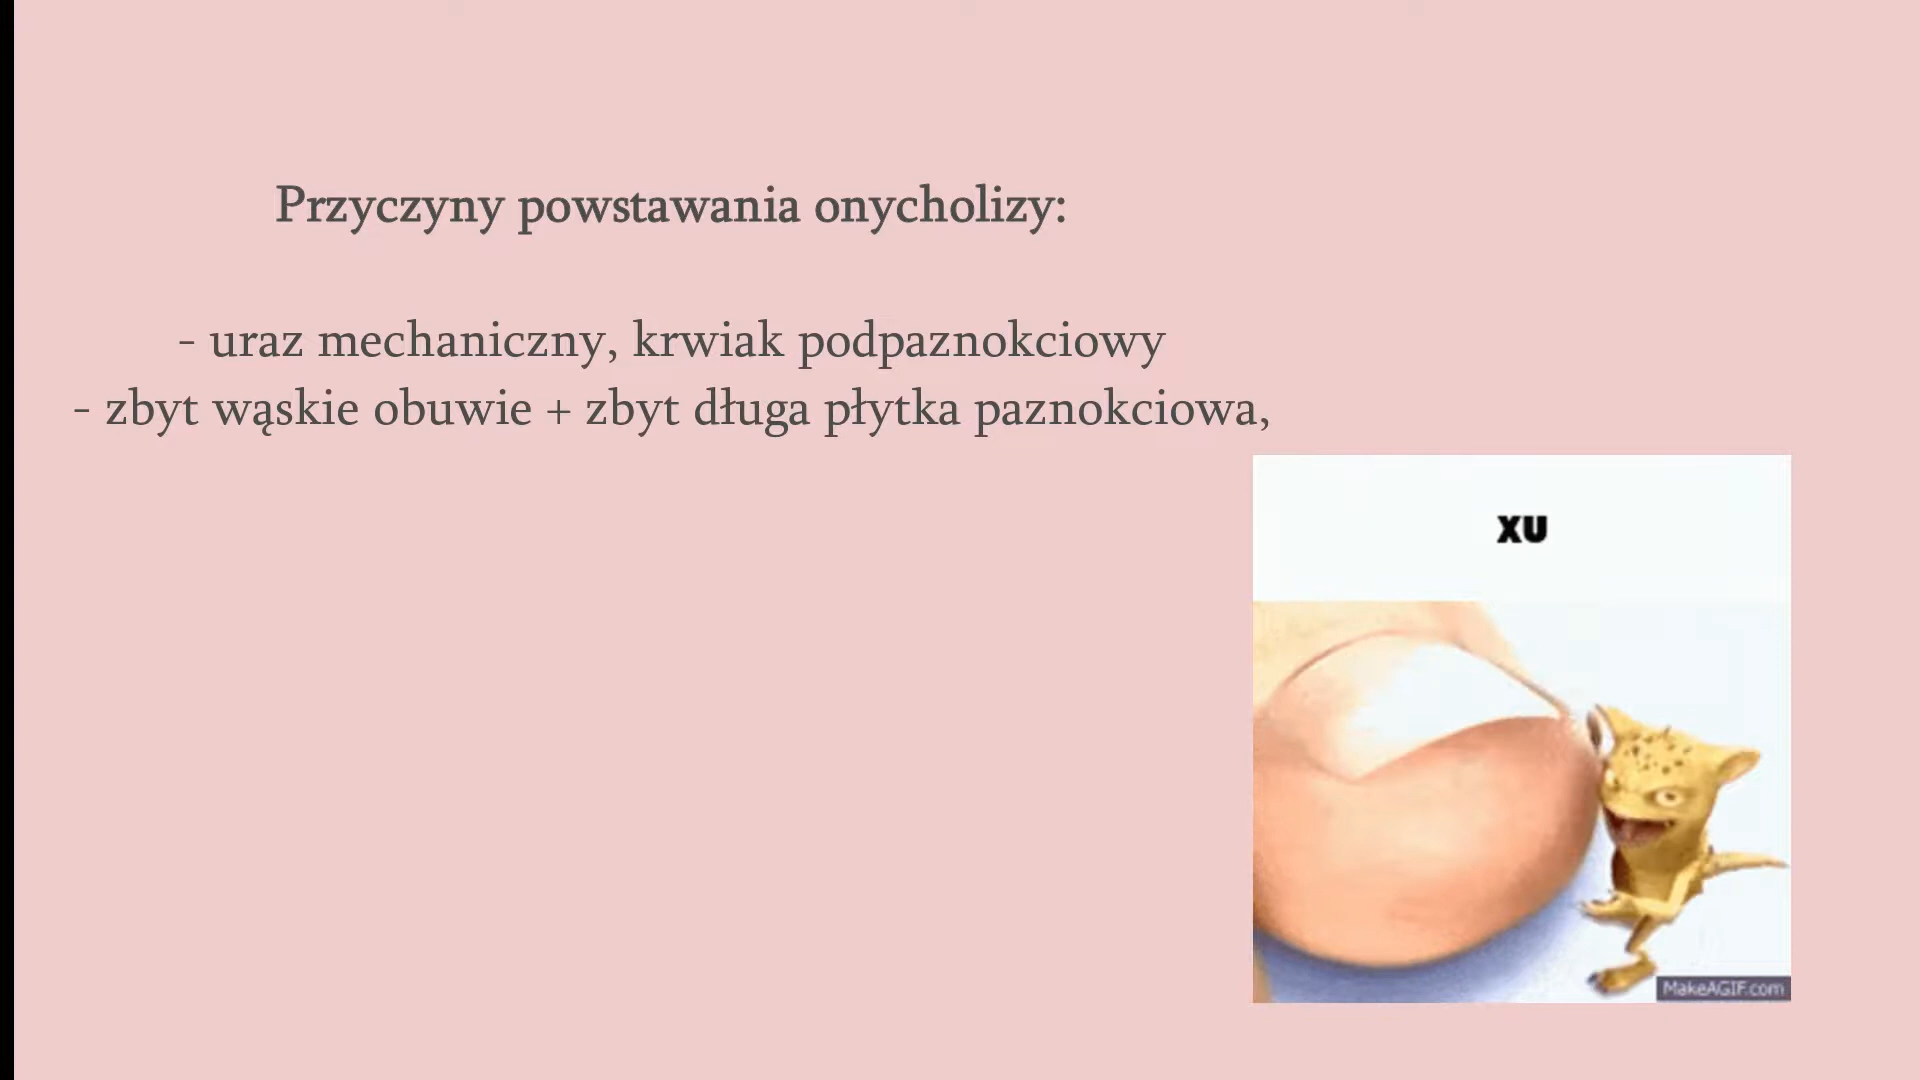 Przyczyny powstawania onycholizy:
- uraz mechaniczny, krwiak podpaznokciowy
- zbyt wąskie obuwie + zbyt długa płytka paznokciowa,
XU
MakeAGIF.com